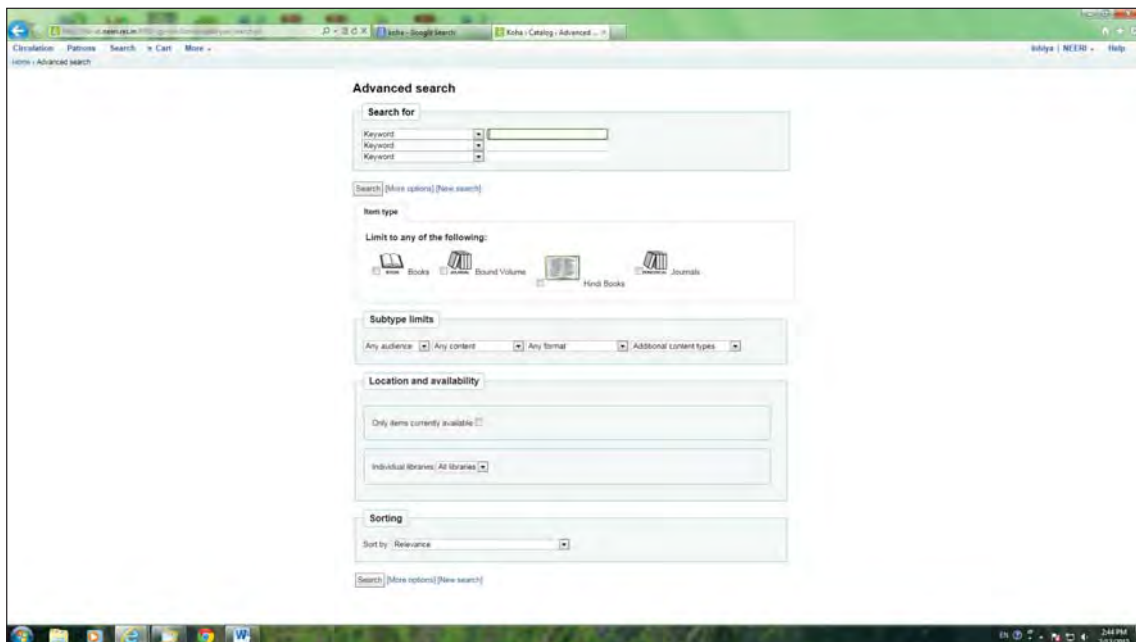 koha - Google Search
Koha › Catalog › Advanced ...
Circulation Patrons Search Cart More
NEERI Help
Home › Advanced search
Advanced search
Search for
Keyword
Keyword
Keyword
Search [More options] [New search]
Item type
Limit to any of the following:
Books Bound Volume Hindi Books Journals
Subtype limits
Any audience Any content Any format Additional content types
Location and availability
Only items currently available
Individual libraries: All libraries
Sorting
Sort by: Relevance
Search [More options] [New search]
EN 2:44 PM